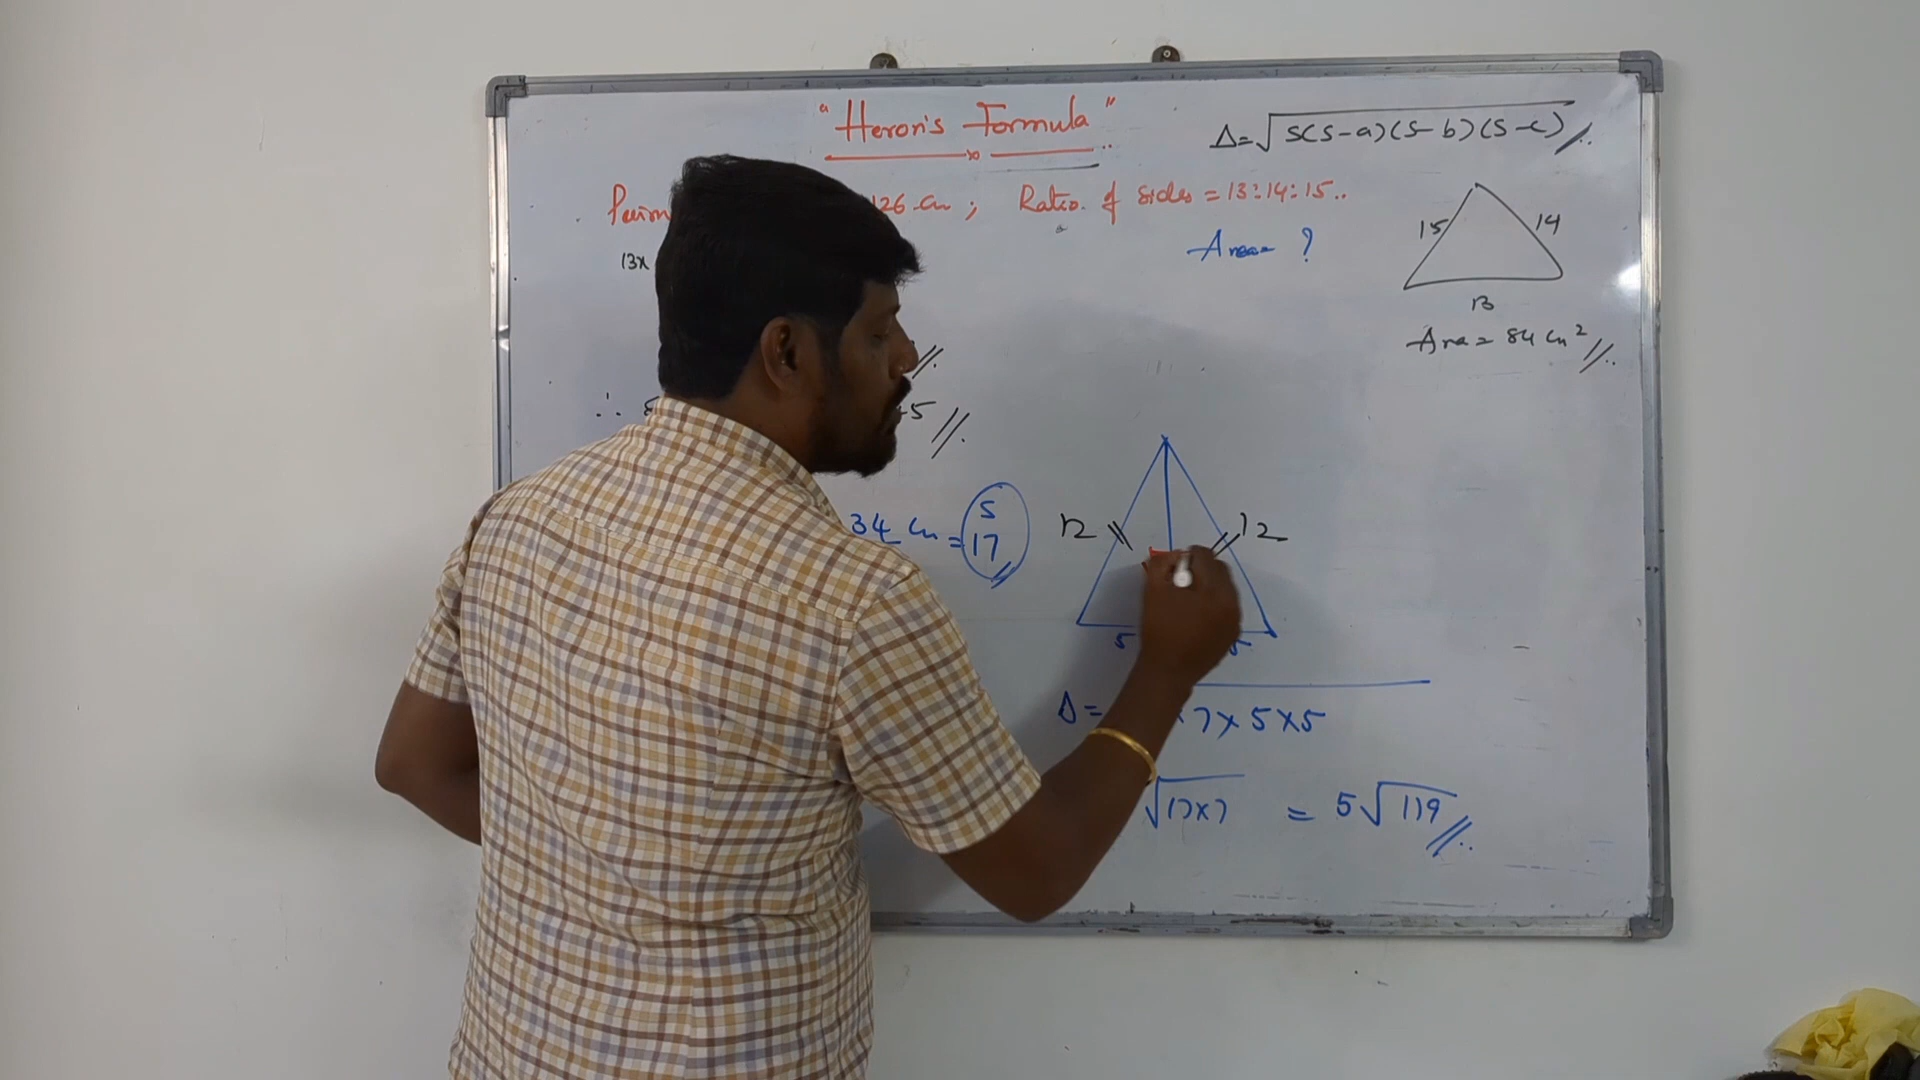 "Heron's Formula"
Δ = √s(s-a)(s-b)(s-c)
126 cm ; Ratio of sides = 13:14:15..
13x
Area = ?
15
14
13
Area = 84 cm²
∴
5
34 cm = S
17
12
12
5
5
Δ =
7 × 5 × 5
√17×7 = 5√119